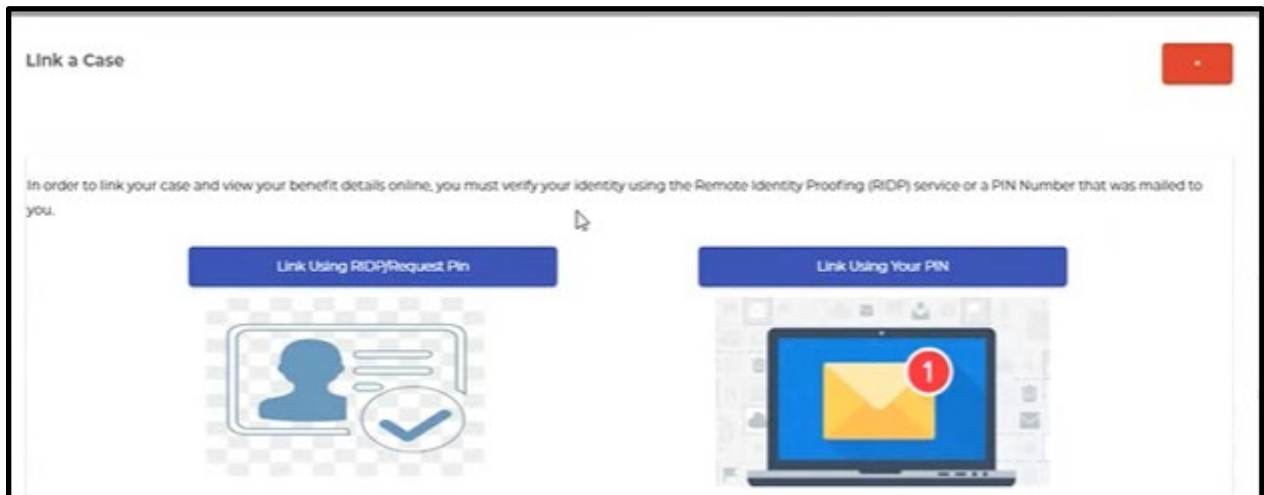 Link a Case
In order to link your case and view your benefit details online, you must verify your identity using the Remote Identity Proofing (RIDP) service or a PIN Number that was mailed to
you.
Link Using RIDP/Request Pin
Link Using Your PIN
1